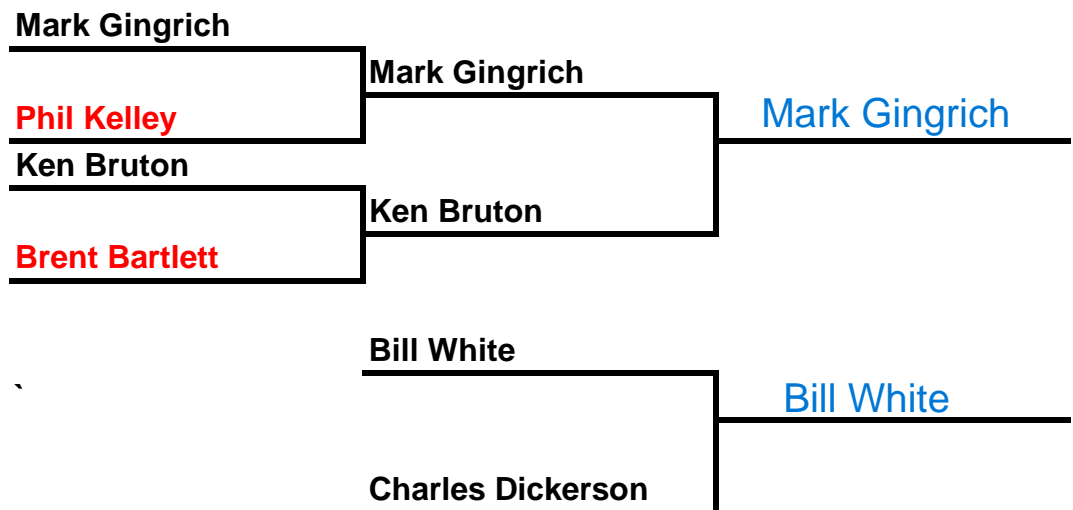 Mark Gingrich
Mark Gingrich
Phil Kelley
Mark Gingrich
Ken Bruton
Ken Bruton
Brent Bartlett
Bill White
`
Bill White
Charles Dickerson